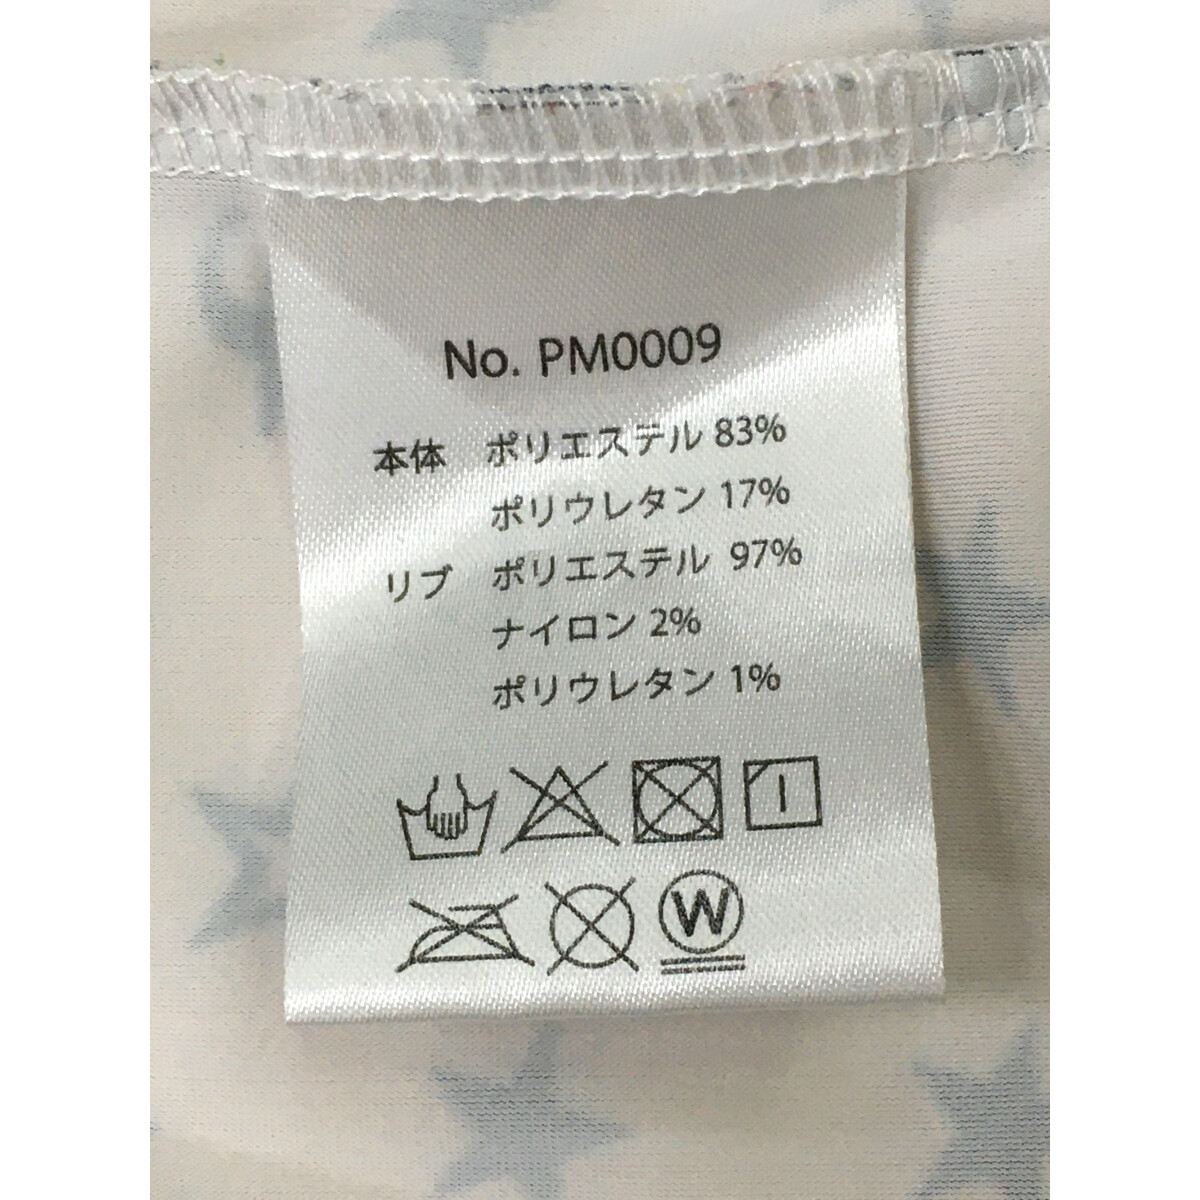 No. PM0009
本体 ポリエステル 83%
ポリウレタン 17%
リブ ポリエステル 97%
ナイロン 2%
ポリウレタン 1%
W